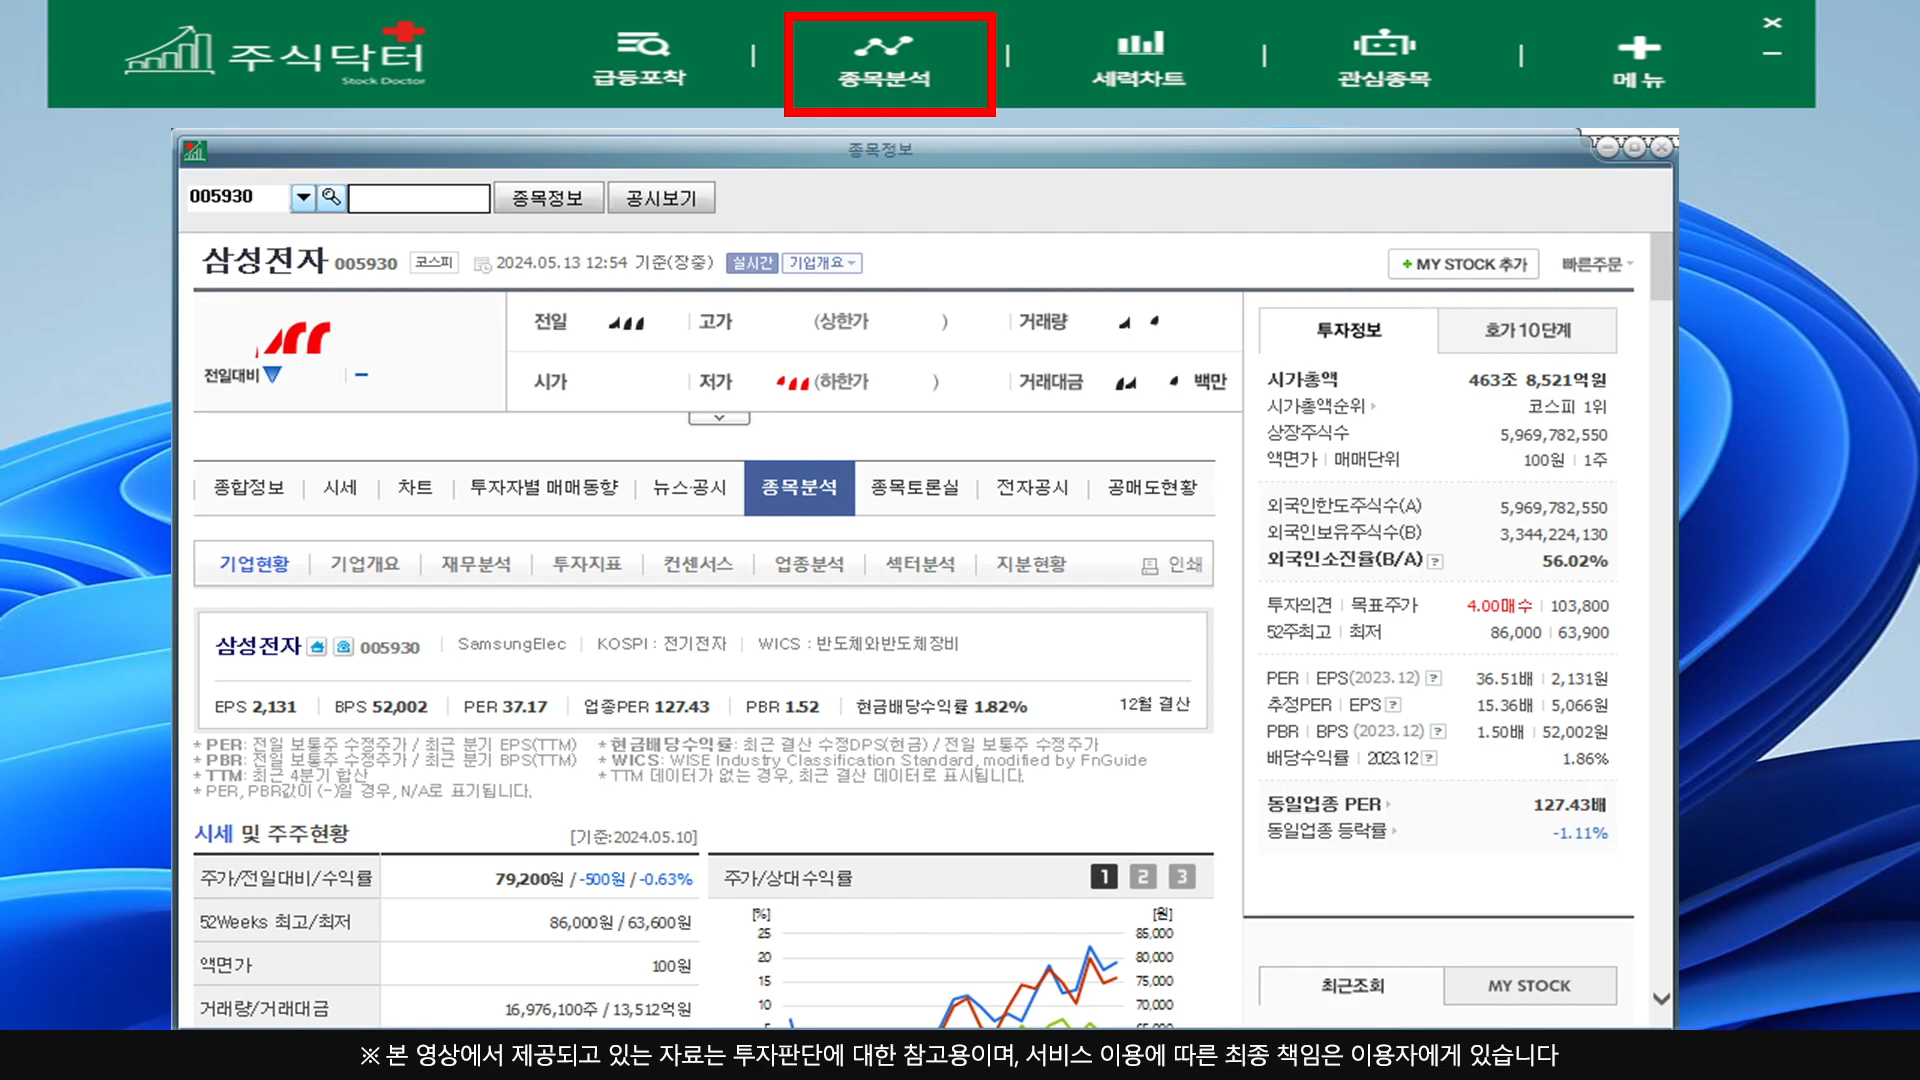 주식닥터
Stock Doctor
급등포착
종목분석
세력차트
관심종목
메뉴
종목정보
005930 종목정보 공시보기
삼성전자 005930 코스피 2024.05.13 12:54 기준(장중) 실시간 기업개요
+ MY STOCK 추가 빠른주문
전일대비
전일 고가 (상한가 ) 거래량
시가 저가 (하한가 ) 거래대금 백만
종합정보 시세 차트 투자자별 매매동향 뉴스·공시 종목분석 종목토론실 전자공시 공매도현황
기업현황 기업개요 재무분석 투자지표 컨센서스 업종분석 섹터분석 지분현황 인쇄
삼성전자 005930 SamsungElec KOSPI : 전기전자 WICS : 반도체와반도체장비
EPS 2,131 BPS 52,002 PER 37.17 업종PER 127.43 PBR 1.52 현금배당수익률 1.82% 12월 결산
* PER: 전일 보통주 수정주가 / 최근 분기 EPS(TTM)
* PBR: 전일 보통주 수정주가 / 최근 분기 BPS(TTM)
* TTM: 최근 4분기 합산
* PER, PBR값이 (-)일 경우, N/A로 표기됩니다.
* 현금배당수익률: 최근 결산 수정DPS(현금) / 전일 보통주 수정주가
* WICS: WISE Industry Classification Standard, modified by FnGuide
* TTM 데이터가 없는 경우, 최근 결산 데이터로 표시됩니다.
시세 및 주주현황 [기준:2024.05.10]
주가/전일대비/수익률 79,200원 / -500원 / -0.63%
52Weeks 최고/최저 86,000원 / 63,600원
액면가 100원
거래량/거래대금 16,976,100주 / 13,512억원
주가/상대수익률 1 2 3
[%] [원]
25 85,000
20 80,000
15 75,000
10 70,000
5 65,000
투자정보 호가 10단계
시가총액 463조 8,521억원
시가총액순위 코스피 1위
상장주식수 5,969,782,550
액면가 매매단위 100원 1주
외국인한도주식수(A) 5,969,782,550
외국인보유주식수(B) 3,344,224,130
외국인소진율(B/A) ? 56.02%
투자의견 목표주가 4.00매수 103,800
52주최고 최저 86,000 63,900
PER EPS(2023.12) ? 36.51배 2,131원
추정PER EPS ? 15.36배 5,066원
PBR BPS (2023.12) ? 1.50배 52,002원
배당수익률 2023.12 ? 1.86%
동일업종 PER 127.43배
동일업종 등락률 -1.11%
최근조회 MY STOCK
※ 본 영상에서 제공되고 있는 자료는 투자판단에 대한 참고용이며, 서비스 이용에 따른 최종 책임은 이용자에게 있습니다